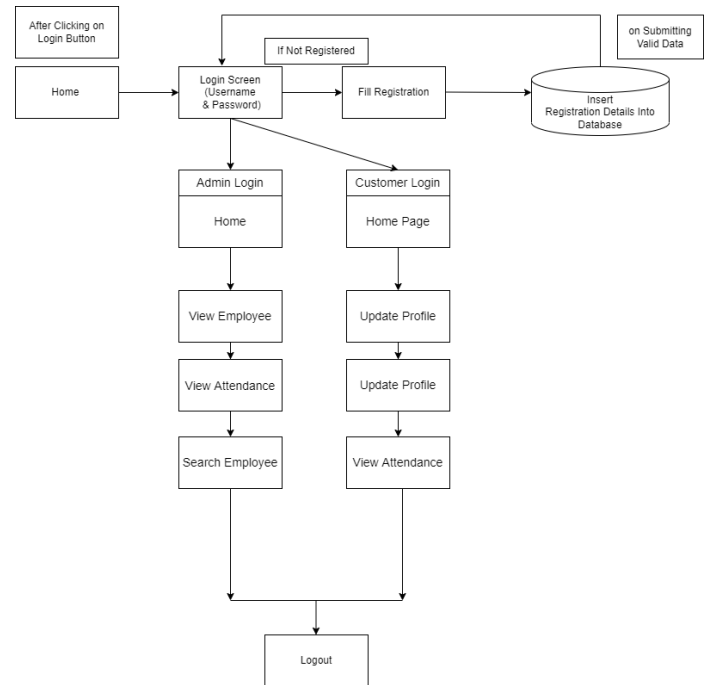 After Clicking on
Login Button
on Submitting
Valid Data
If Not Registered
Home
Login Screen
(Username
& Password)
Fill Registration
Insert
Registration Details Into
Database
Admin Login
Customer Login
Home
Home Page
View Employee
Update Profile
View Attendance
Update Profile
Search Employee
View Attendance
Logout